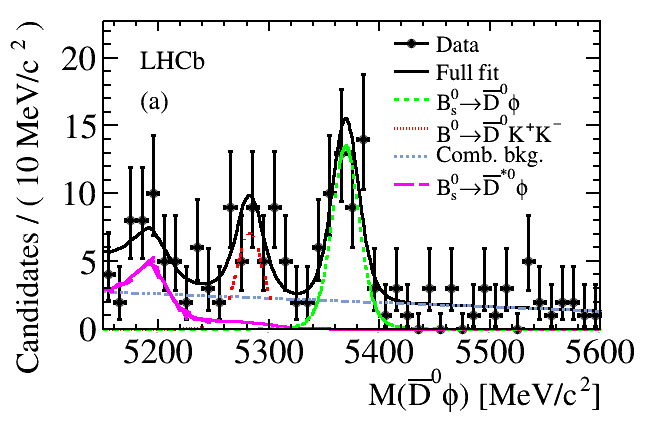 Candidates / ( 10 MeV/c²)
20
15
10
5
0
LHCb
(a)
Data
Full fit
B⁰ₛ→D̅⁰ϕ
B⁰→D̅⁰K⁺K⁻
Comb. bkg.
B⁰ₛ→D̅*⁰ϕ
5200 5300 5400 5500 5600
M(D̅⁰ϕ) [MeV/c²]